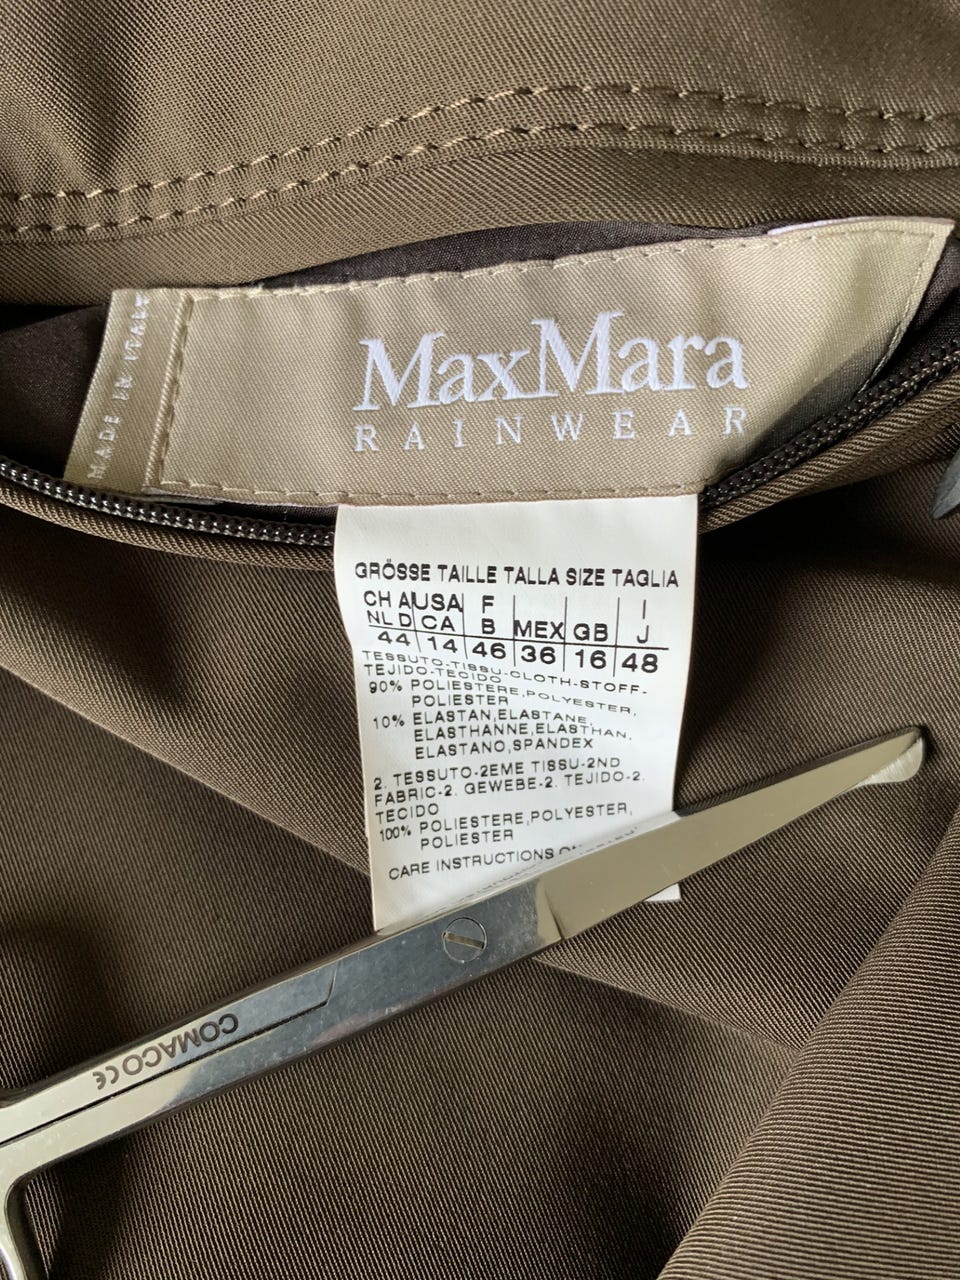 MADE IN ITALY
MaxMara
RAINWEAR
GRÖSSE TAILLE TALLA SIZE TAGLIA
CH A USA F I
NL D CA B MEX GB J
44 14 46 36 16 48
TESSUTO-TISSU-CLOTH-STOFF-
TEJIDO-TECIDO
90% POLIESTERE,POLYESTER,
POLIESTER
10% ELASTAN,ELASTANE,
ELASTHANNE,ELASTHAN,
ELASTANO,SPANDEX
2. TESSUTO-2EME TISSU-2ND
FABRIC-2. GEWEBE-2. TEJIDO-2.
TECIDO
100% POLIESTERE,POLYESTER,
POLIESTER
CARE INSTRUCTIONS
COMACO CE